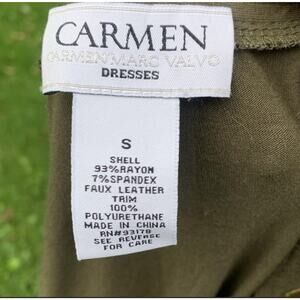 CARMEN
CARMEN MARC VALVO
DRESSES
S
SHELL
93%RAYON
7%SPANDEX
FAUX LEATHER
TRIM
100%
POLYURETHANE
MADE IN CHINA
RN#93178
SEE REVERSE
FOR CARE